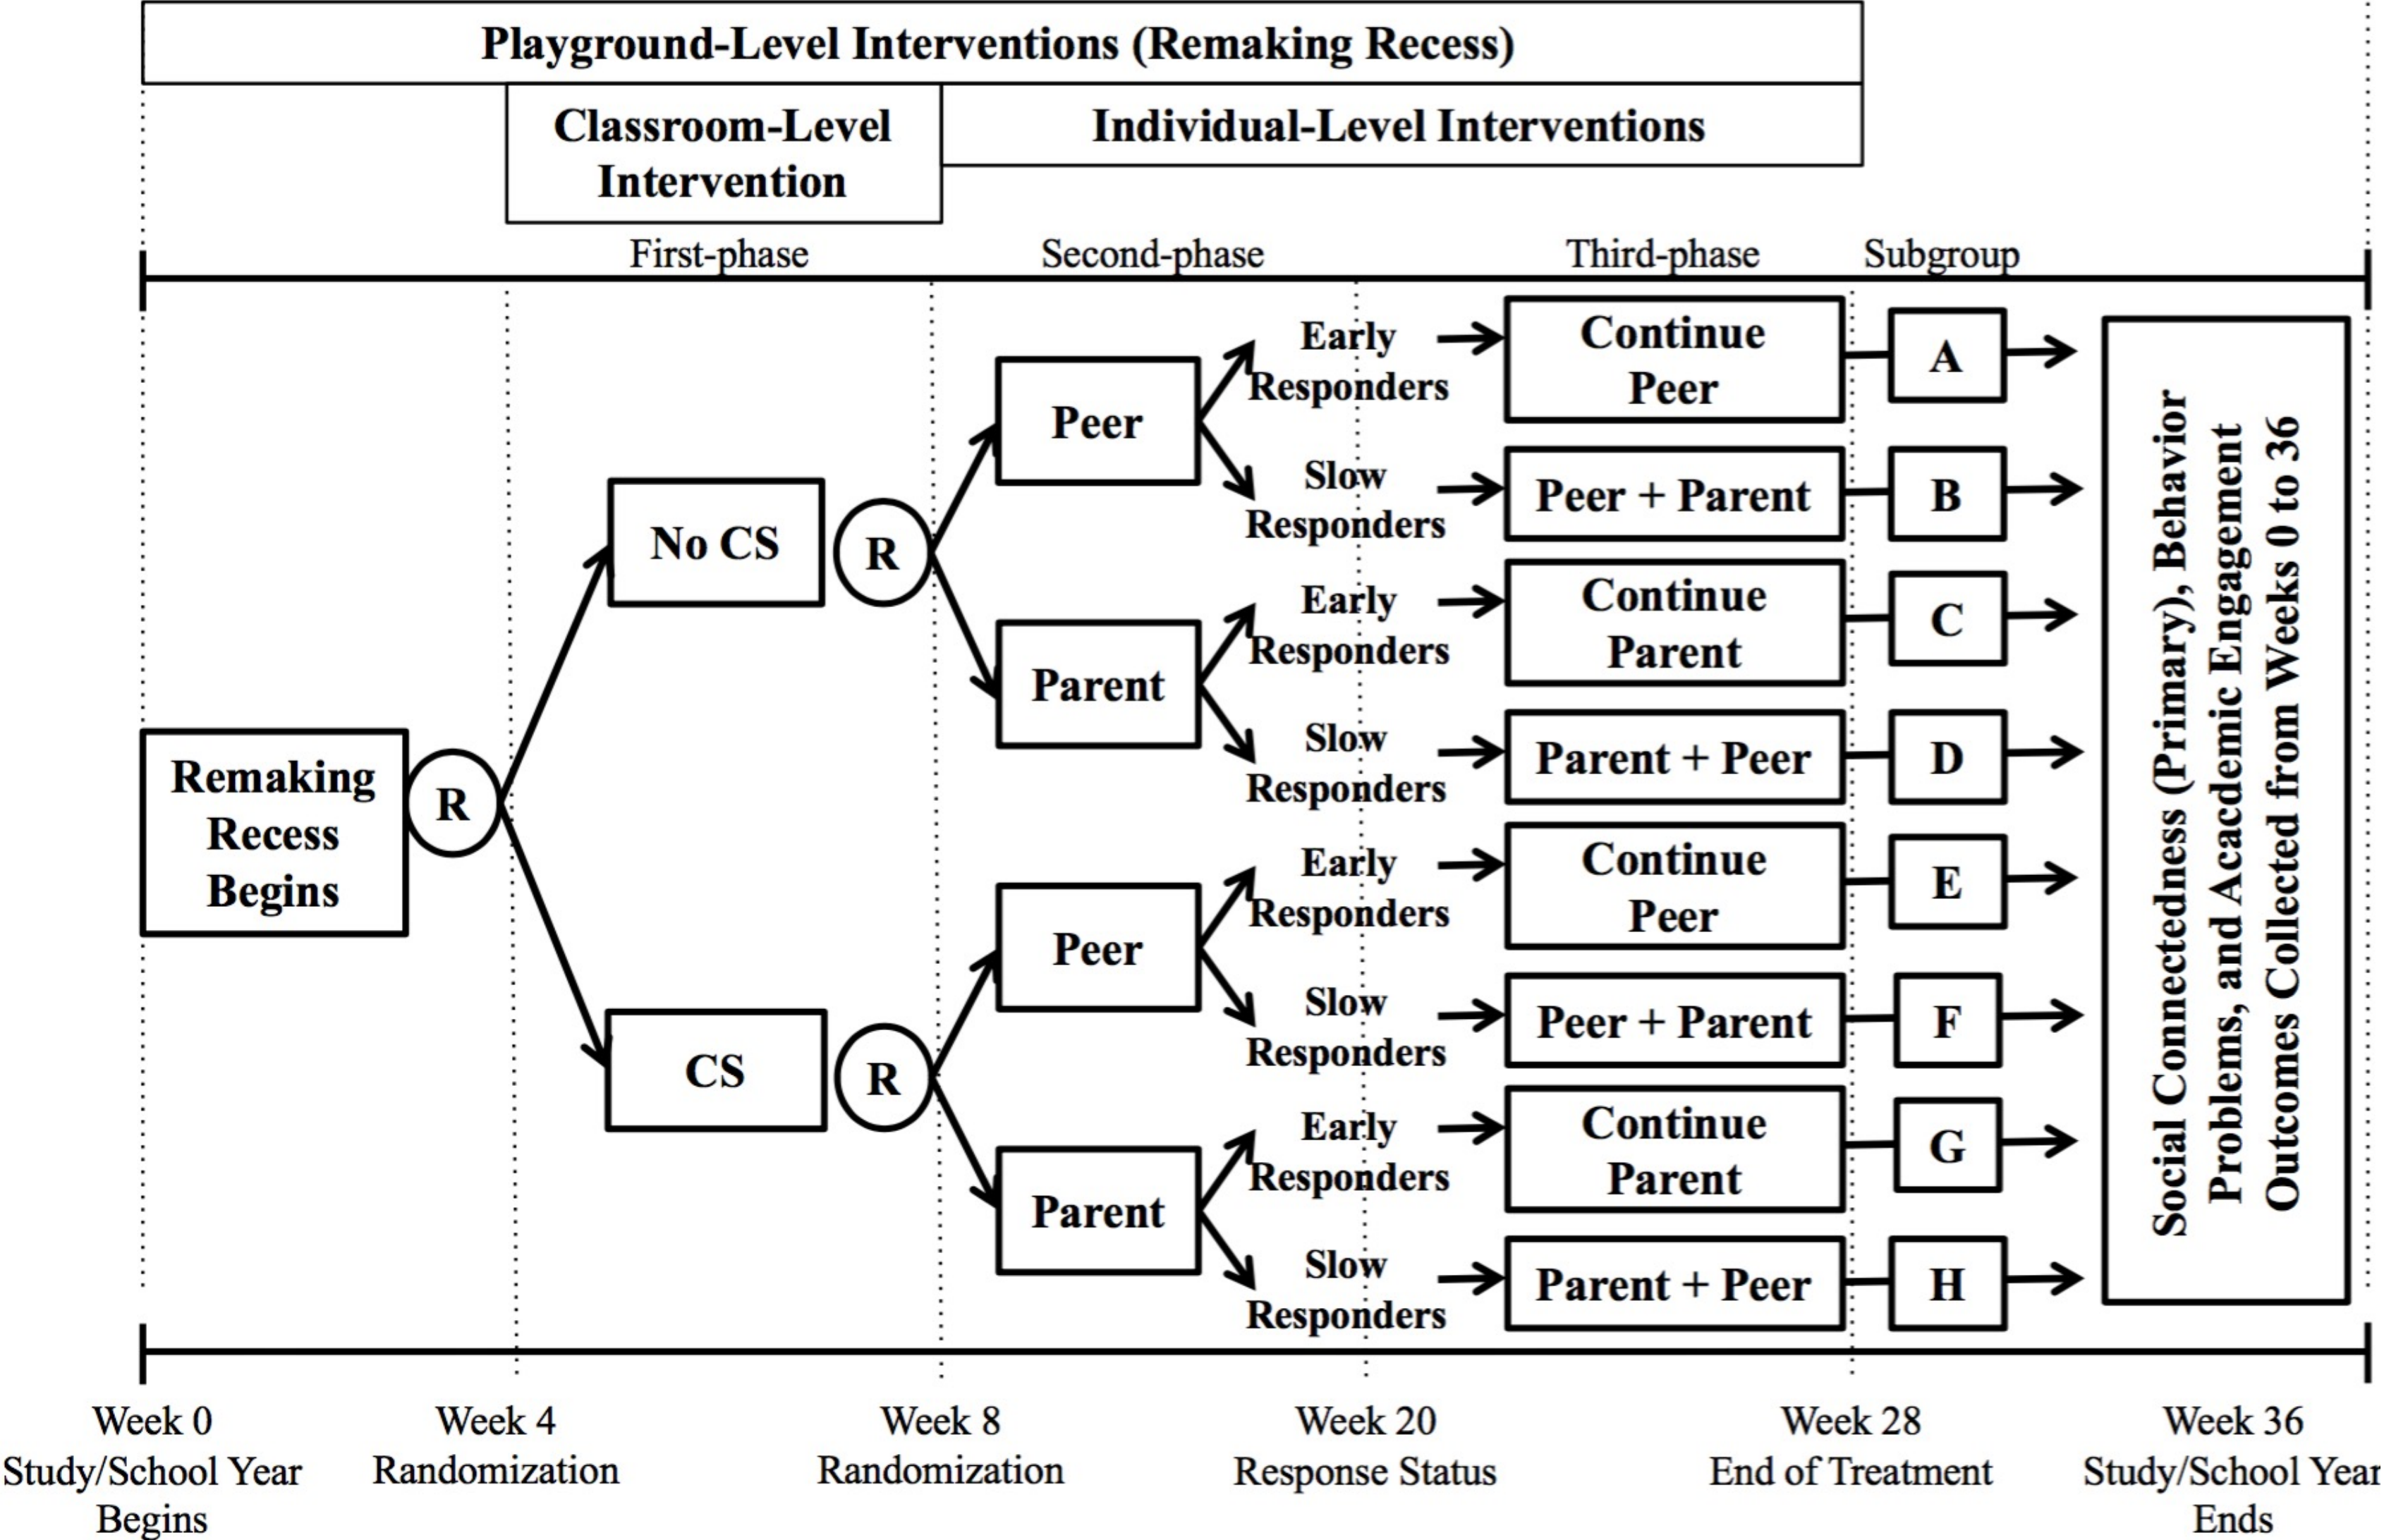 Playground-Level Interventions (Remaking Recess)
Classroom-Level
Intervention
Individual-Level Interventions
First-phase
Second-phase
Third-phase
Subgroup
Remaking
Recess
Begins
R
No CS
R
CS
R
Peer
Parent
Peer
Parent
Early
Responders
Continue
Peer
A
Slow
Responders
Peer + Parent
B
Early
Responders
Continue
Parent
C
Slow
Responders
Parent + Peer
D
Early
Responders
Continue
Peer
E
Slow
Responders
Peer + Parent
F
Early
Responders
Continue
Parent
G
Slow
Responders
Parent + Peer
H
Social Connectedness (Primary), Behavior
Problems, and Acacdemic Engagement
Outcomes Collected from Weeks 0 to 36
Week 0
Study/School Year
Begins
Week 4
Randomization
Week 8
Randomization
Week 20
Response Status
Week 28
End of Treatment
Week 36
Study/School Year
Ends